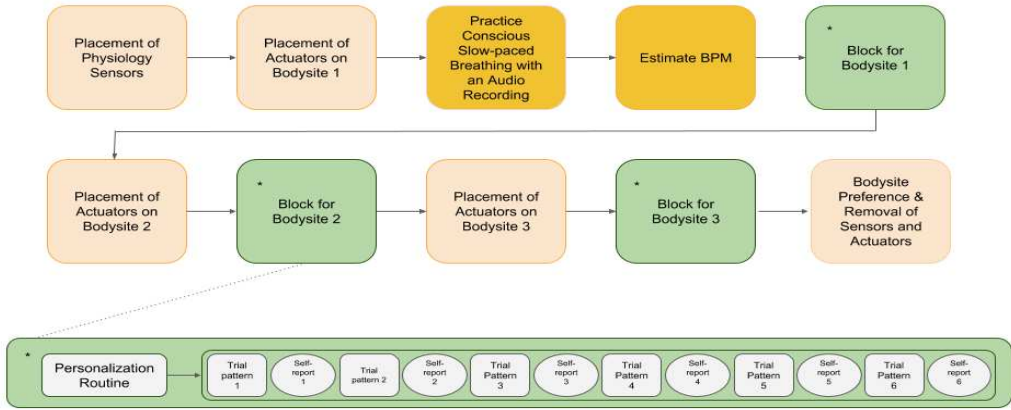 Placement of
Physiology
Sensors
Placement of
Actuators on
Bodysite 1
Practice
Conscious
Slow-paced
Breathing with
an Audio
Recording
Estimate BPM
*
Block for
Bodysite 1
Placement of
Actuators on
Bodysite 2
*
Block for
Bodysite 2
Placement of
Actuators on
Bodysite 3
*
Block for
Bodysite 3
Bodysite
Preference &
Removal of
Sensors and
Actuators
*
Personalization
Routine
Trial
pattern
1
Self-
report
1
Trial
pattern 2
Self-
report
2
Trial
Pattern
3
Self-
report
3
Trial
Pattern
4
Self-
report
4
Trial
Pattern
5
Self-
report
5
Trial
Pattern
6
Self-
report
6